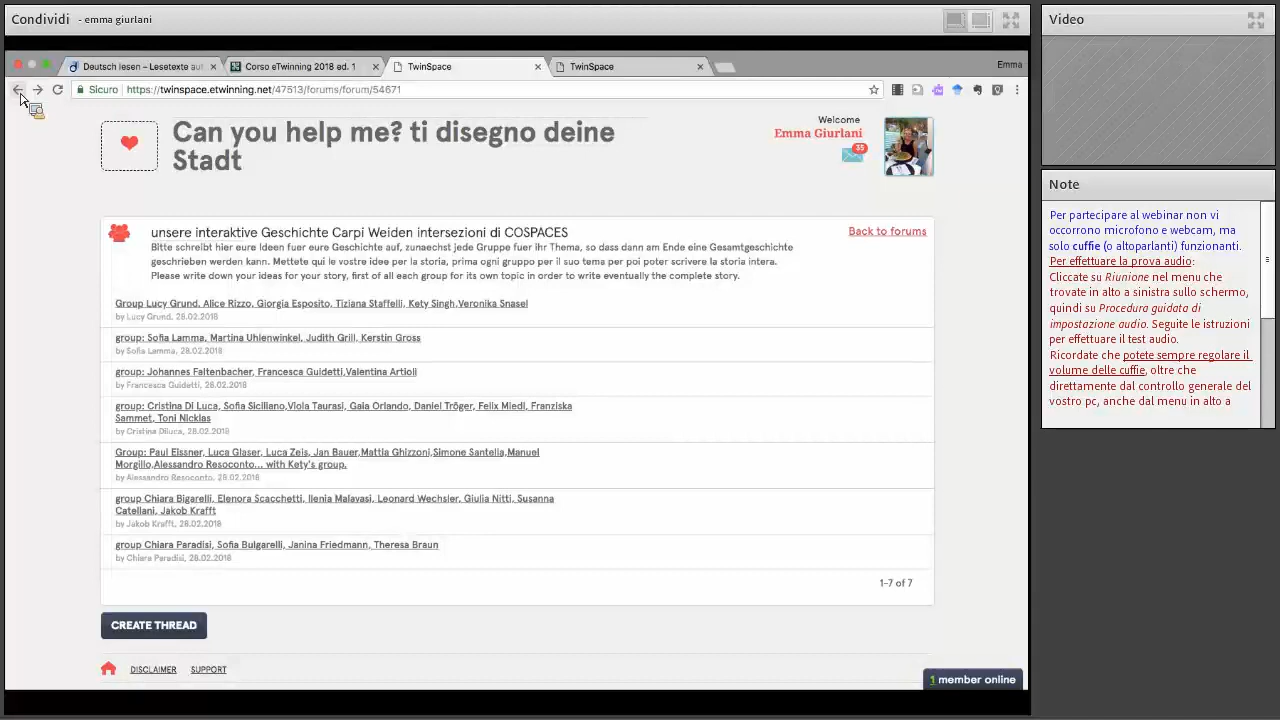 Condividi - emma giurlani
Video
Deutsch lesen – Lesetexte auf
Corso eTwinning 2018 ed. 1
TwinSpace
TwinSpace
Emma
Sicuro
https://twinspace.etwinning.net/47513/forums/forum/54671
Can you help me? ti disegno deine
Stadt
Welcome
Emma Giurlani
35
unsere interaktive Geschichte Carpi Weiden intersezioni di COSPACES
Back to forums
Bitte schreibt hier eure Ideen fuer eure Geschichte auf, zunaechst jede Gruppe fuer ihr Thema, so dass dann am Ende eine Gesamtgeschichte
geschrieben werden kann. Mettete qui le vostre idee per la storia, prima ogni gruppo per il suo tema per poi poter scrivere la storia intera.
Please write down your ideas for your story, first of all each group for its own topic in order to write eventually the complete story.
Group Lucy Grund, Alice Rizzo, Giorgia Esposito, Tiziana Staffelli, Kety Singh,Veronika Snasel
by Lucy Grund, 28.02.2018
group: Sofia Lamma, Martina Uhlenwinkel, Judith Grill, Kerstin Gross
by Sofia Lamma, 28.02.2018
group: Johannes Faltenbacher, Francesca Guidetti,Valentina Artioli
by Francesca Guidetti, 28.02.2018
group: Cristina Di Luca, Sofia Siciliano,Viola Taurasi, Gaia Orlando, Daniel Tröger, Felix Miedl, Franziska
Sammet, Toni Nicklas
by Cristina Diluca, 28.02.2018
Group: Paul Eissner, Luca Glaser, Luca Zeis, Jan Bauer,Mattia Ghizzoni,Simone Santella,Manuel
Morgillo,Alessandro Resoconto... with Kety's group.
by Alessandro Resoconto, 28.02.2018
group Chiara Bigarelli, Elenora Scacchetti, Ilenia Malavasi, Leonard Wechsler, Giulia Nitti, Susanna
Catellani, Jakob Krafft
by Jakob Krafft, 28.02.2018
group Chiara Paradisi, Sofia Bulgarelli, Janina Friedmann, Theresa Braun
by Chiara Paradisi, 28.02.2018
1-7 of 7
CREATE THREAD
DISCLAIMER
SUPPORT
1 member online
Note
Per partecipare al webinar non vi
occorrono microfono e webcam, ma
solo cuffie (o altoparlanti) funzionanti.
Per effettuare la prova audio:
Cliccate su Riunione nel menu che
trovate in alto a sinistra sullo schermo,
quindi su Procedura guidata di
impostazione audio. Seguite le istruzioni
per effettuare il test audio.
Ricordate che potete sempre regolare il
volume delle cuffie, oltre che
direttamente dal controllo generale del
vostro pc, anche dal menu in alto a